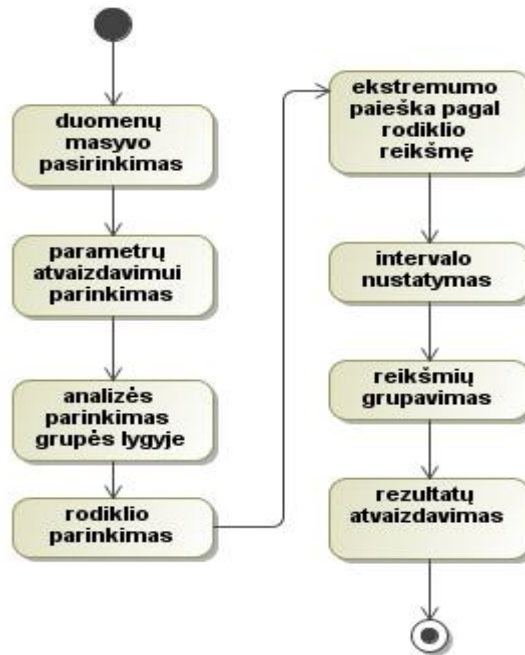 duomenų
masyvo
pasirinkimas
parametrų
atvaizdavimui
parinkimas
analizės
parinkimas
grupės lygyje
rodiklio
parinkimas
ekstremumo
paieška pagal
rodiklio
reikšmę
intervalo
nustatymas
reikšmių
grupavimas
rezultatų
atvaizdavimas